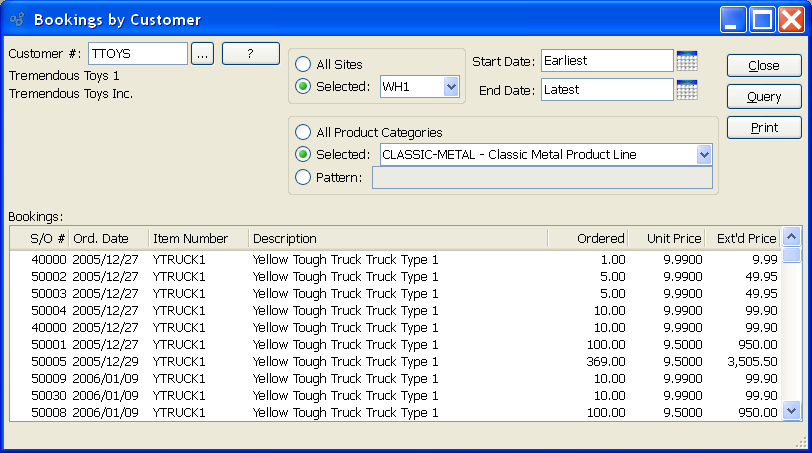 Bookings by Customer
Customer #: TTOYS ... ?
Tremendous Toys 1
Tremendous Toys Inc.
All Sites
Selected: WH1
Start Date: Earliest
End Date: Latest
Close
Query
Print
All Product Categories
Selected: CLASSIC-METAL - Classic Metal Product Line
Pattern:
Bookings:
S/O # Ord. Date Item Number Description Ordered Unit Price Ext'd Price
40000 2005/12/27 YTRUCK1 Yellow Tough Truck Truck Type 1 1.00 9.9900 9.99
50002 2005/12/27 YTRUCK1 Yellow Tough Truck Truck Type 1 5.00 9.9900 49.95
50003 2005/12/27 YTRUCK1 Yellow Tough Truck Truck Type 1 5.00 9.9900 49.95
50004 2005/12/27 YTRUCK1 Yellow Tough Truck Truck Type 1 10.00 9.9900 99.90
40000 2005/12/27 YTRUCK1 Yellow Tough Truck Truck Type 1 10.00 9.9900 99.90
50001 2005/12/27 YTRUCK1 Yellow Tough Truck Truck Type 1 100.00 9.5000 950.00
50005 2005/12/29 YTRUCK1 Yellow Tough Truck Truck Type 1 369.00 9.5000 3,505.50
50009 2006/01/09 YTRUCK1 Yellow Tough Truck Truck Type 1 10.00 9.9900 99.90
50030 2006/01/09 YTRUCK1 Yellow Tough Truck Truck Type 1 10.00 9.9900 99.90
50008 2006/01/09 YTRUCK1 Yellow Tough Truck Truck Type 1 100.00 9.5000 950.00